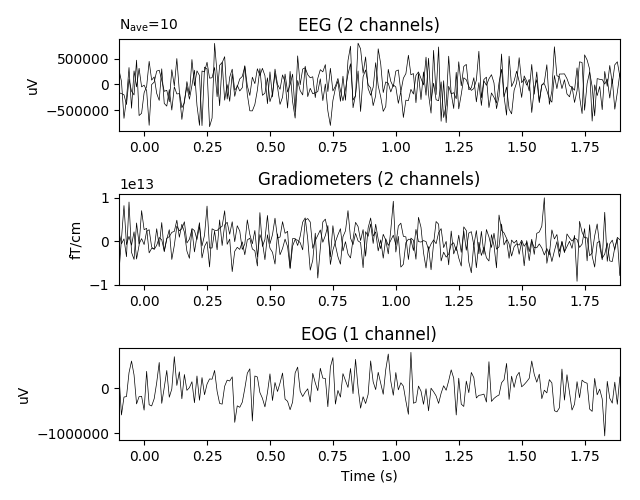 N_ave=10
EEG (2 channels)
500000
0
−500000
uV
0.00 0.25 0.50 0.75 1.00 1.25 1.50 1.75
1e13
Gradiometers (2 channels)
1
0
−1
fT/cm
0.00 0.25 0.50 0.75 1.00 1.25 1.50 1.75
EOG (1 channel)
0
−1000000
uV
0.00 0.25 0.50 0.75 1.00 1.25 1.50 1.75
Time (s)